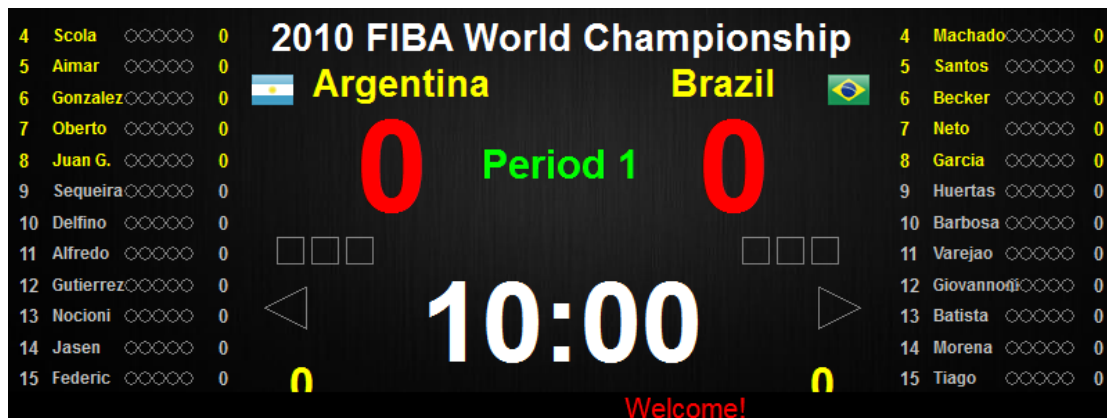 2010 FIBA World Championship
Argentina
Brazil
0
Period 1
0
10:00
0
0
Welcome!
4 Scola 0
5 Aimar 0
6 Gonzalez 0
7 Oberto 0
8 Juan G. 0
9 Sequeira 0
10 Delfino 0
11 Alfredo 0
12 Gutierrez 0
13 Nocioni 0
14 Jasen 0
15 Federic 0
4 Machado 0
5 Santos 0
6 Becker 0
7 Neto 0
8 Garcia 0
9 Huertas 0
10 Barbosa 0
11 Varejao 0
12 Giovannoni 0
13 Batista 0
14 Morena 0
15 Tiago 0